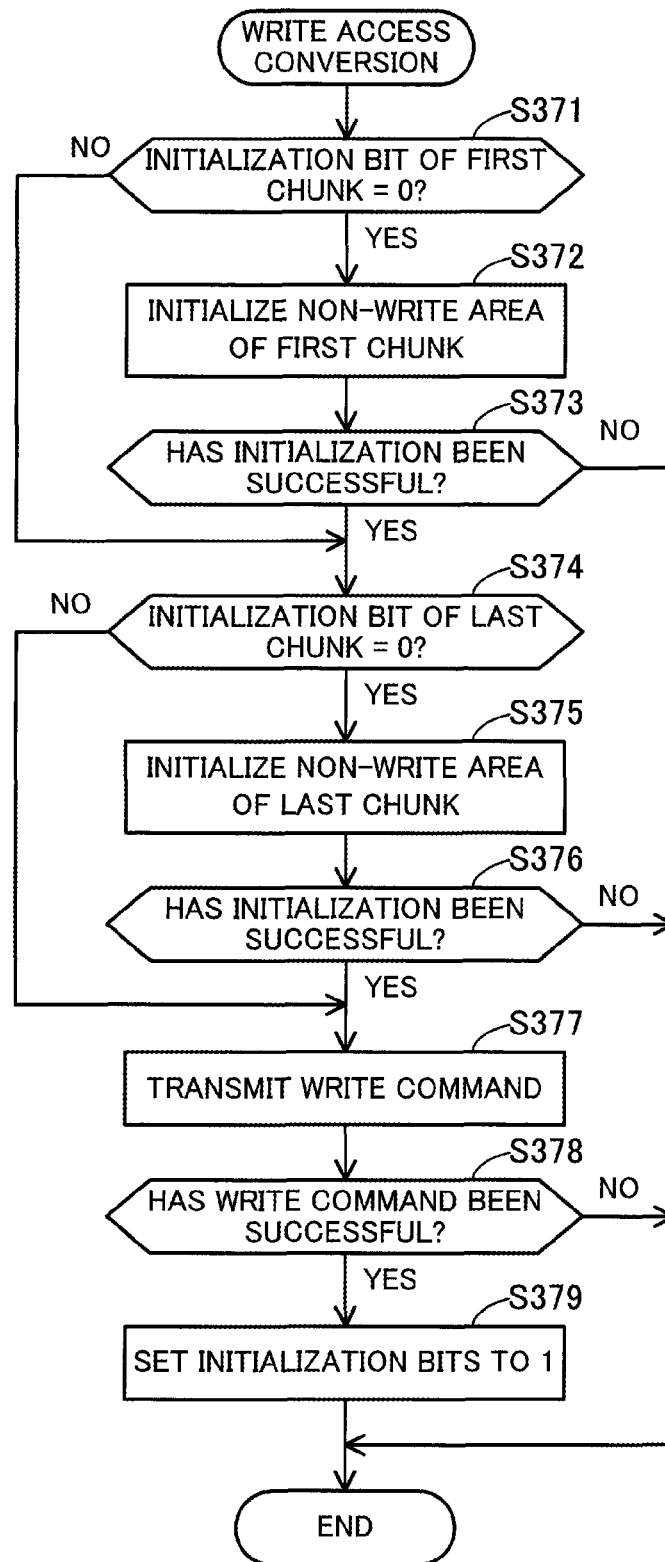 WRITE ACCESS
CONVERSION
S371
NO
INITIALIZATION BIT OF FIRST
CHUNK = 0?
YES
S372
INITIALIZE NON-WRITE AREA
OF FIRST CHUNK
S373
NO
HAS INITIALIZATION BEEN
SUCCESSFUL?
YES
S374
NO
INITIALIZATION BIT OF LAST
CHUNK = 0?
YES
S375
INITIALIZE NON-WRITE AREA
OF LAST CHUNK
S376
NO
HAS INITIALIZATION BEEN
SUCCESSFUL?
YES
S377
TRANSMIT WRITE COMMAND
S378
NO
HAS WRITE COMMAND BEEN
SUCCESSFUL?
YES
S379
SET INITIALIZATION BITS TO 1
END